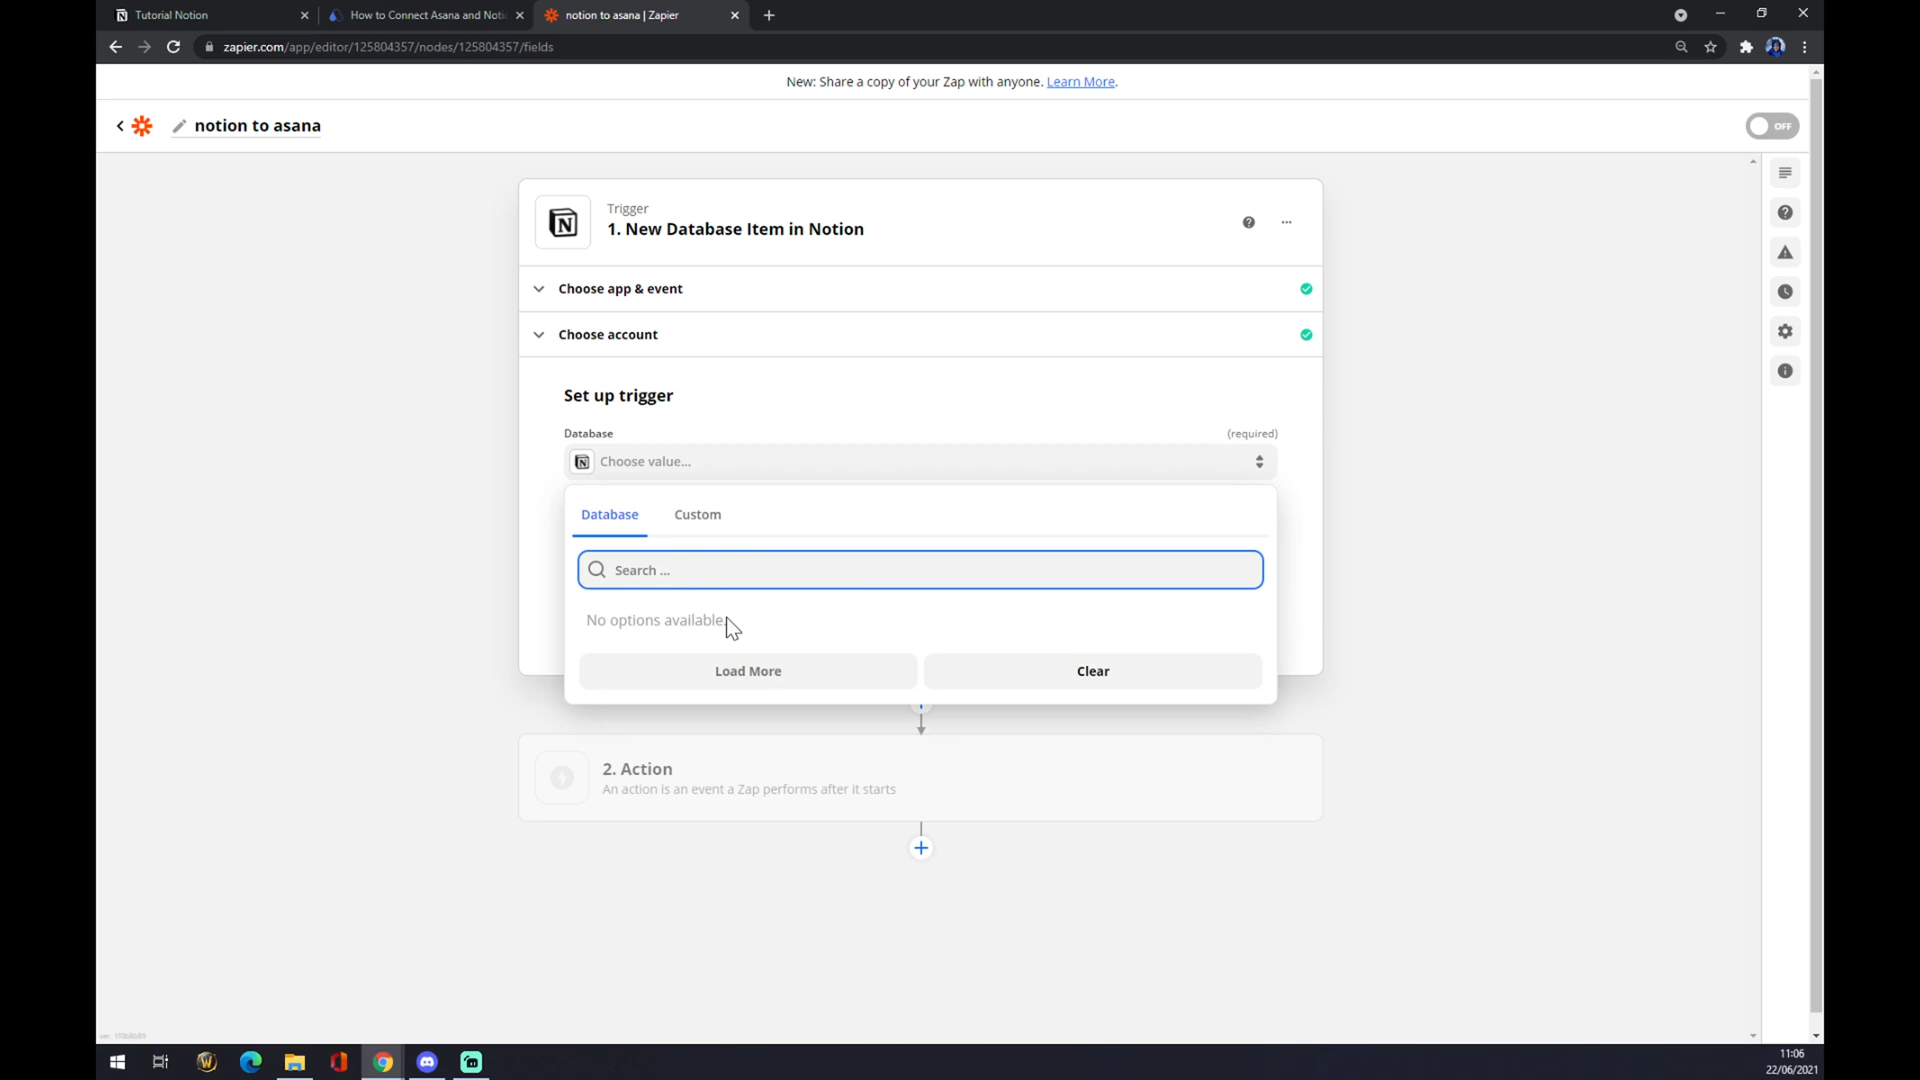 Tutorial Notion
How to Connect Asana and Noti
notion to asana | Zapier
zapier.com/app/editor/125804357/nodes/125804357/fields
New: Share a copy of your Zap with anyone. Learn More.
notion to asana
OFF
Trigger
1. New Database Item in Notion
Choose app & event
Choose account
Set up trigger
Database (required)
Choose value...
Database Custom
Search ...
No options available.
Load More Clear
2. Action
An action is an event a Zap performs after it starts
11:06
22/06/2021